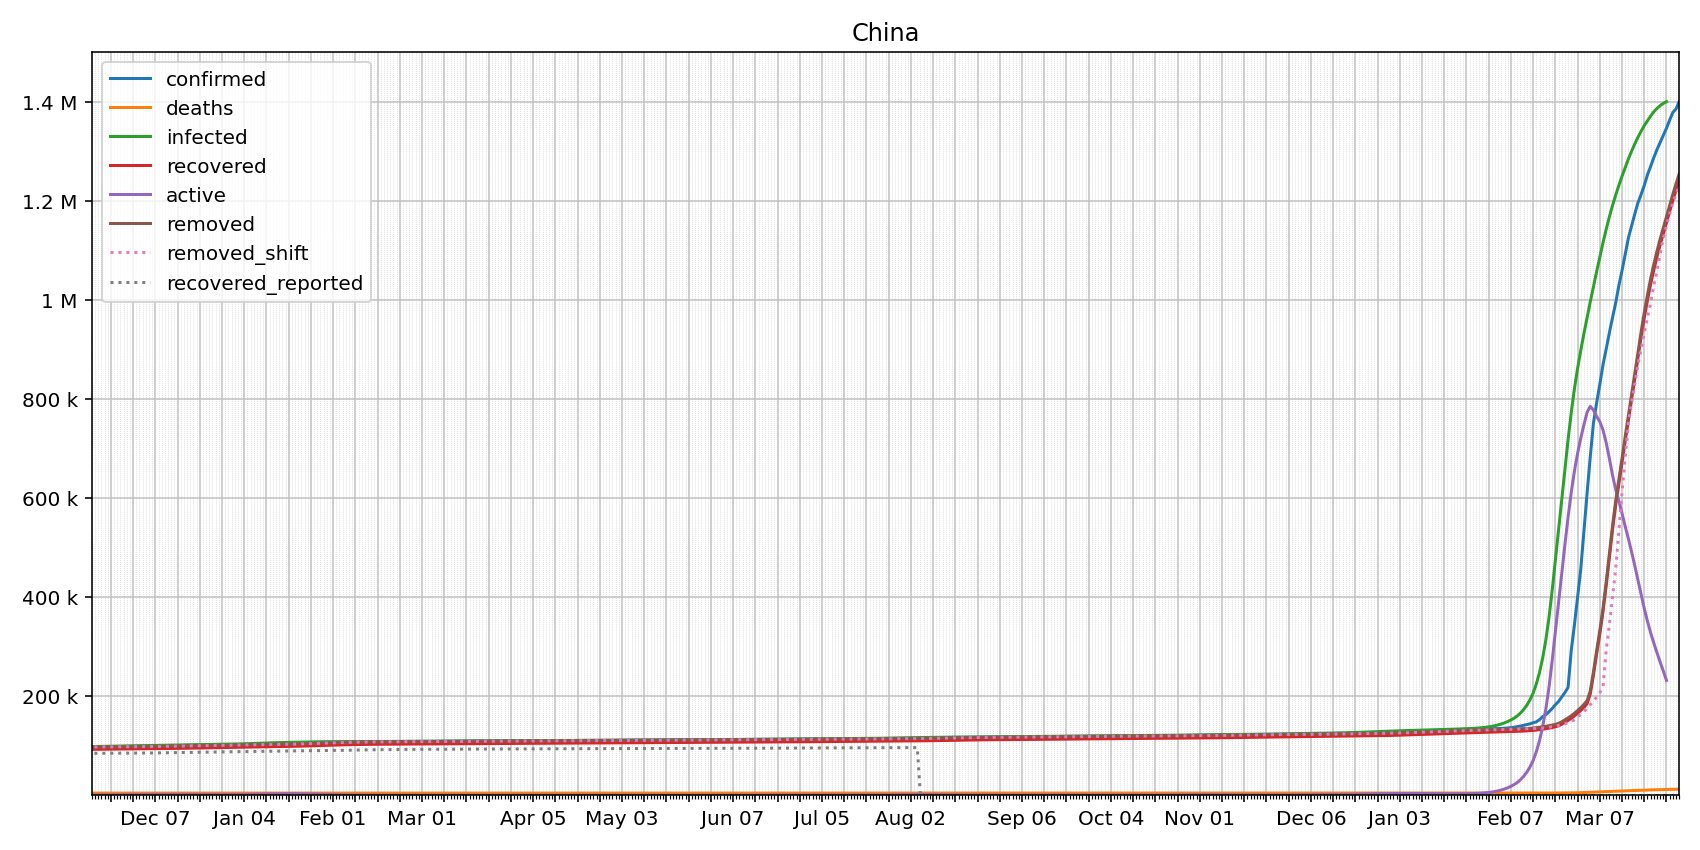 China
confirmed
deaths
infected
recovered
active
removed
removed_shift
recovered_reported
1.4 M
1.2 M
1 M
800 k
600 k
400 k
200 k
Dec 07 Jan 04 Feb 01 Mar 01 Apr 05 May 03 Jun 07 Jul 05 Aug 02 Sep 06 Oct 04 Nov 01 Dec 06 Jan 03 Feb 07 Mar 07